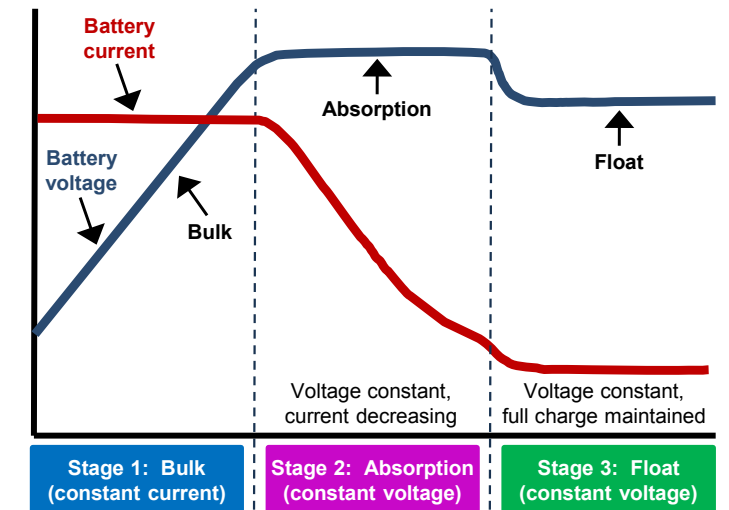 Battery
current
Absorption
Battery
voltage
Bulk
Float
Voltage constant,
current decreasing
Voltage constant,
full charge maintained
Stage 1:  Bulk
(constant current)
Stage 2:  Absorption
(constant voltage)
Stage 3:  Float
(constant voltage)